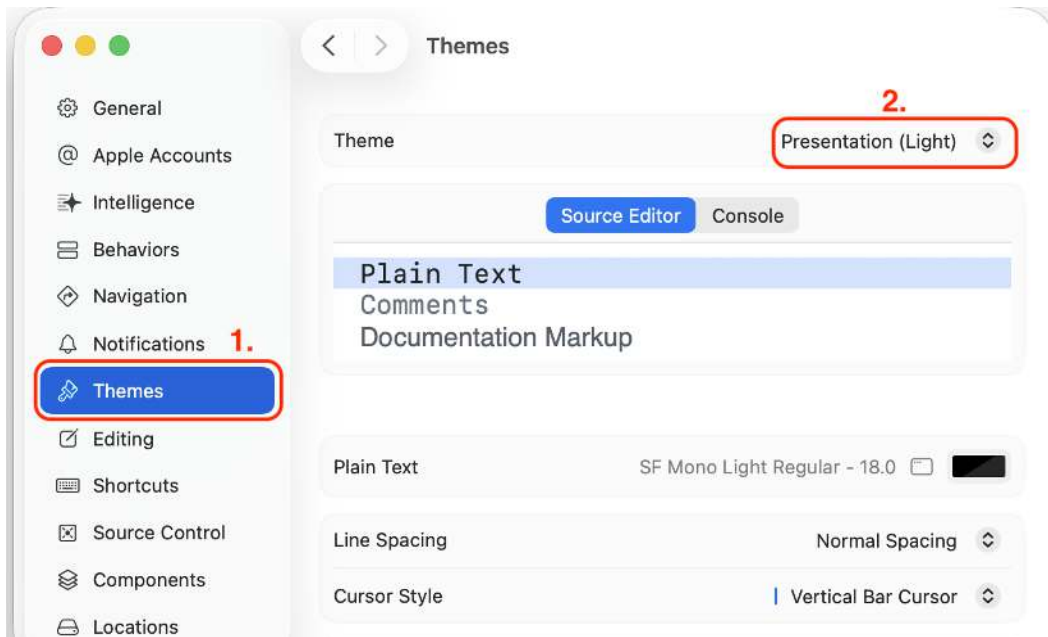 Themes
General
Apple Accounts
Intelligence
Behaviors
Navigation
Notifications 1.
Themes
Editing
Shortcuts
Source Control
Components
Locations
2.
Theme Presentation (Light)
Source Editor Console
Plain Text
Comments
Documentation Markup
Plain Text SF Mono Light Regular - 18.0
Line Spacing Normal Spacing
Cursor Style Vertical Bar Cursor